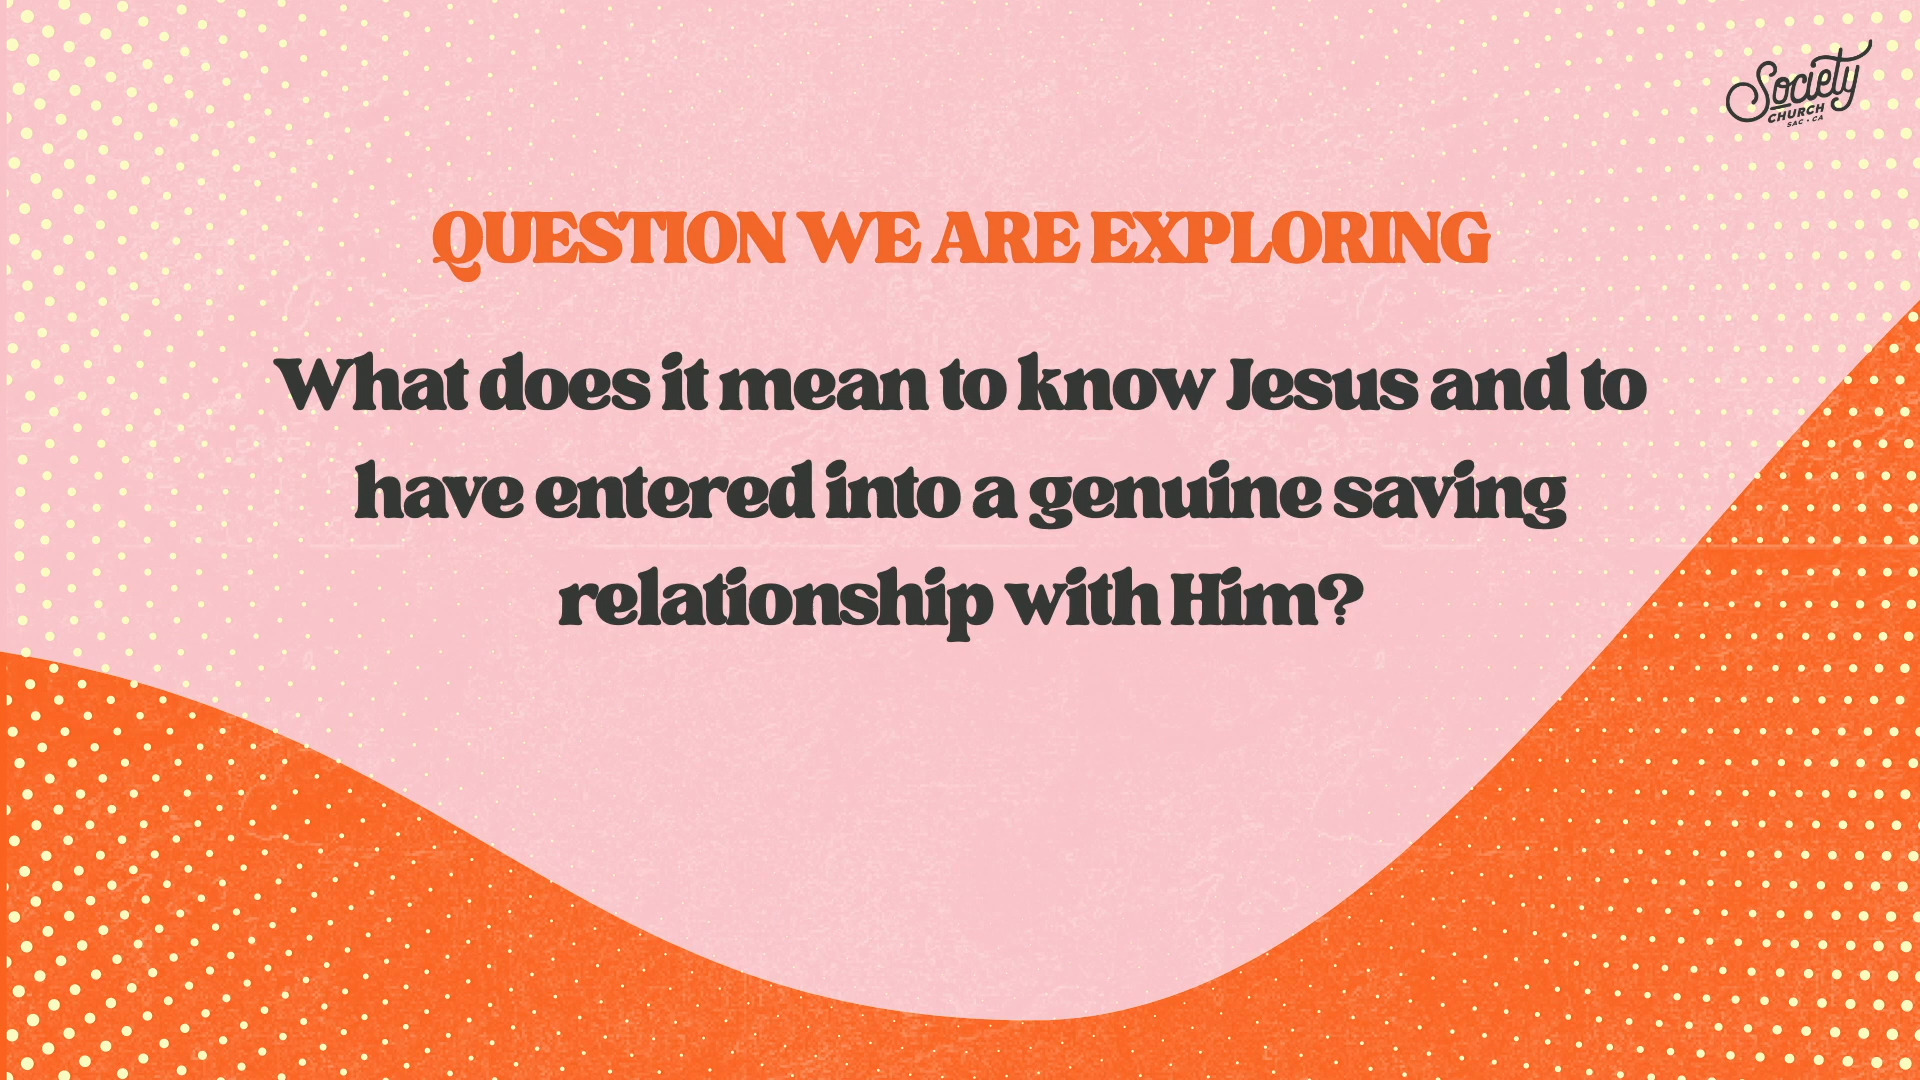 Society
CHURCH
SAC • CA
QUESTION WE ARE EXPLORING
What does it mean to know Jesus and to
have entered into a genuine saving
relationship with Him?